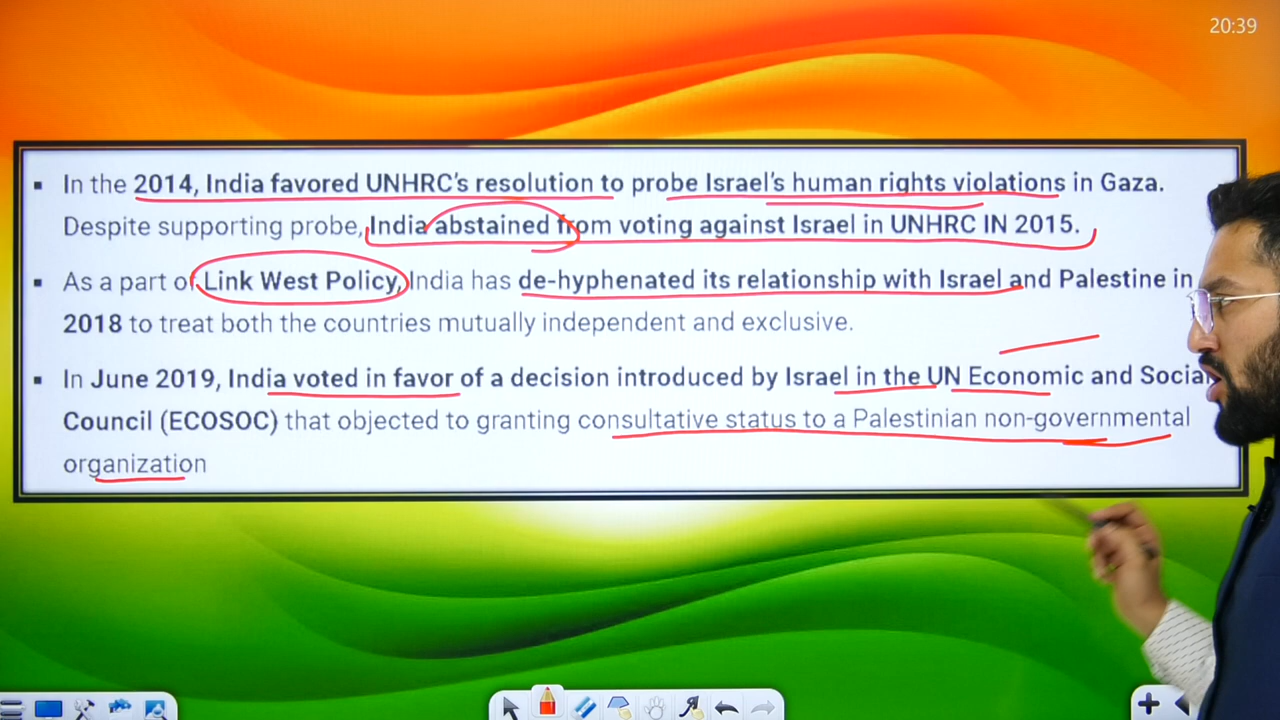 20:39
▪ In the 2014, India favored UNHRC's resolution to probe Israel's human rights violations in Gaza.
Despite supporting probe, India abstained from voting against Israel in UNHRC IN 2015.
▪ As a part of Link West Policy, India has de-hyphenated its relationship with Israel and Palestine in
2018 to treat both the countries mutually independent and exclusive.
▪ In June 2019, India voted in favor of a decision introduced by Israel in the UN Economic and Social
Council (ECOSOC) that objected to granting consultative status to a Palestinian non-governmental
organization